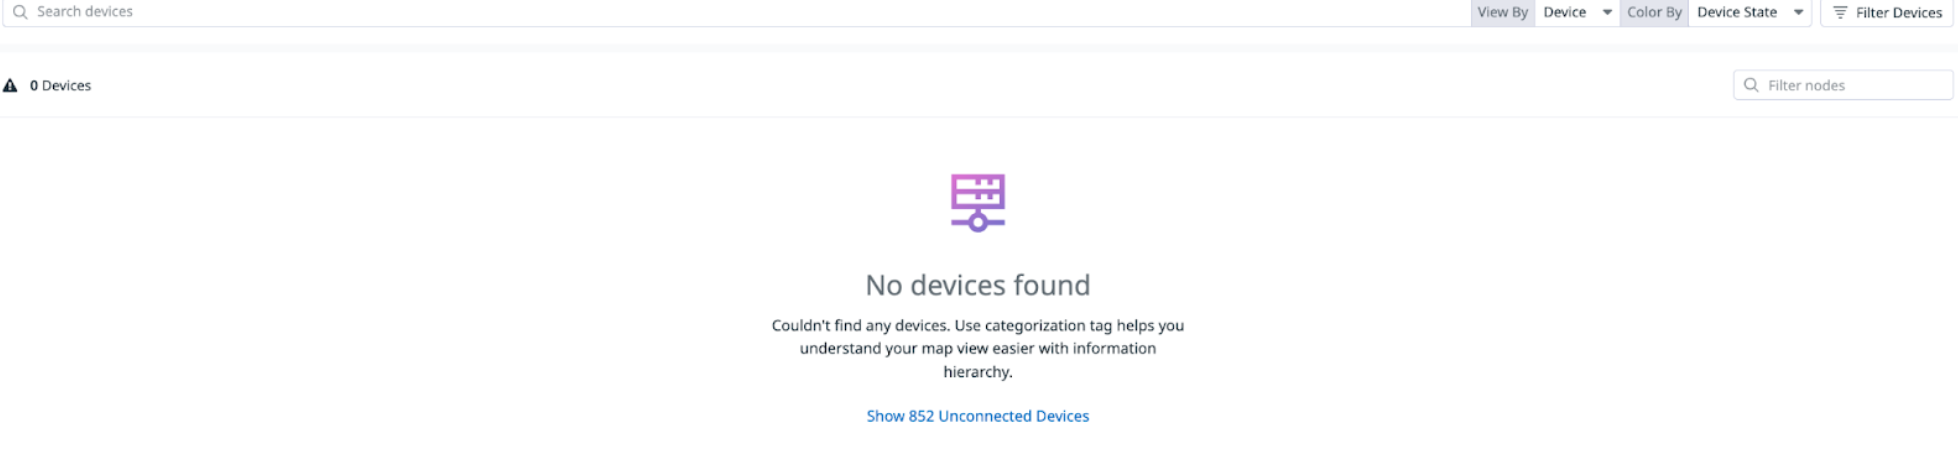 Search devices
View By Device Color By Device State Filter Devices
0 Devices
Filter nodes
No devices found
Couldn't find any devices. Use categorization tag helps you
understand your map view easier with information
hierarchy.
Show 852 Unconnected Devices